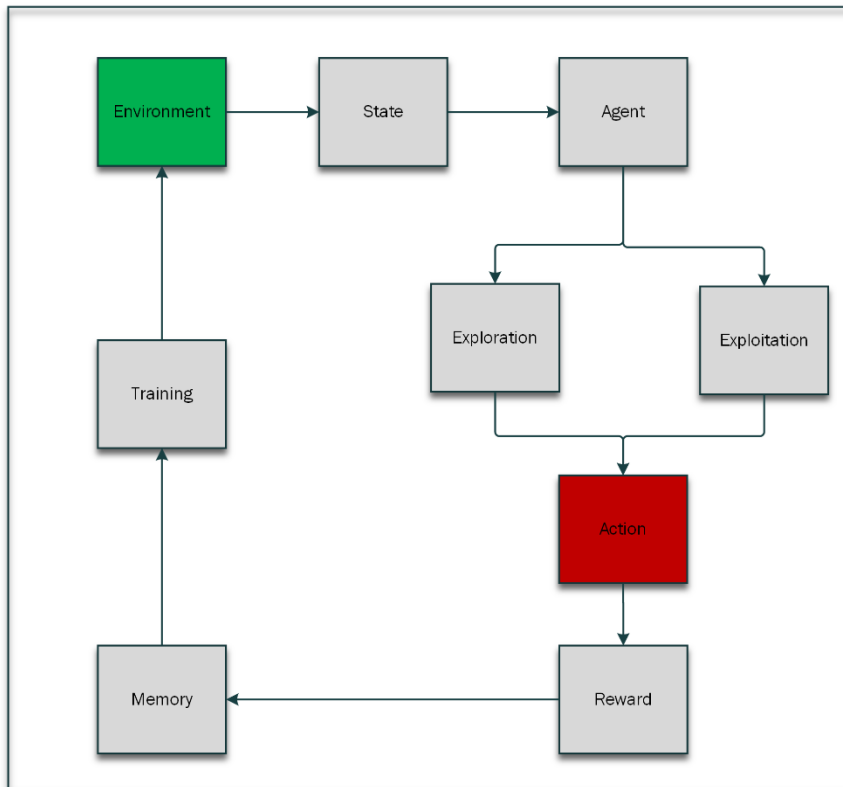 Environment
State
Agent
Exploration
Exploitation
Training
Action
Memory
Reward